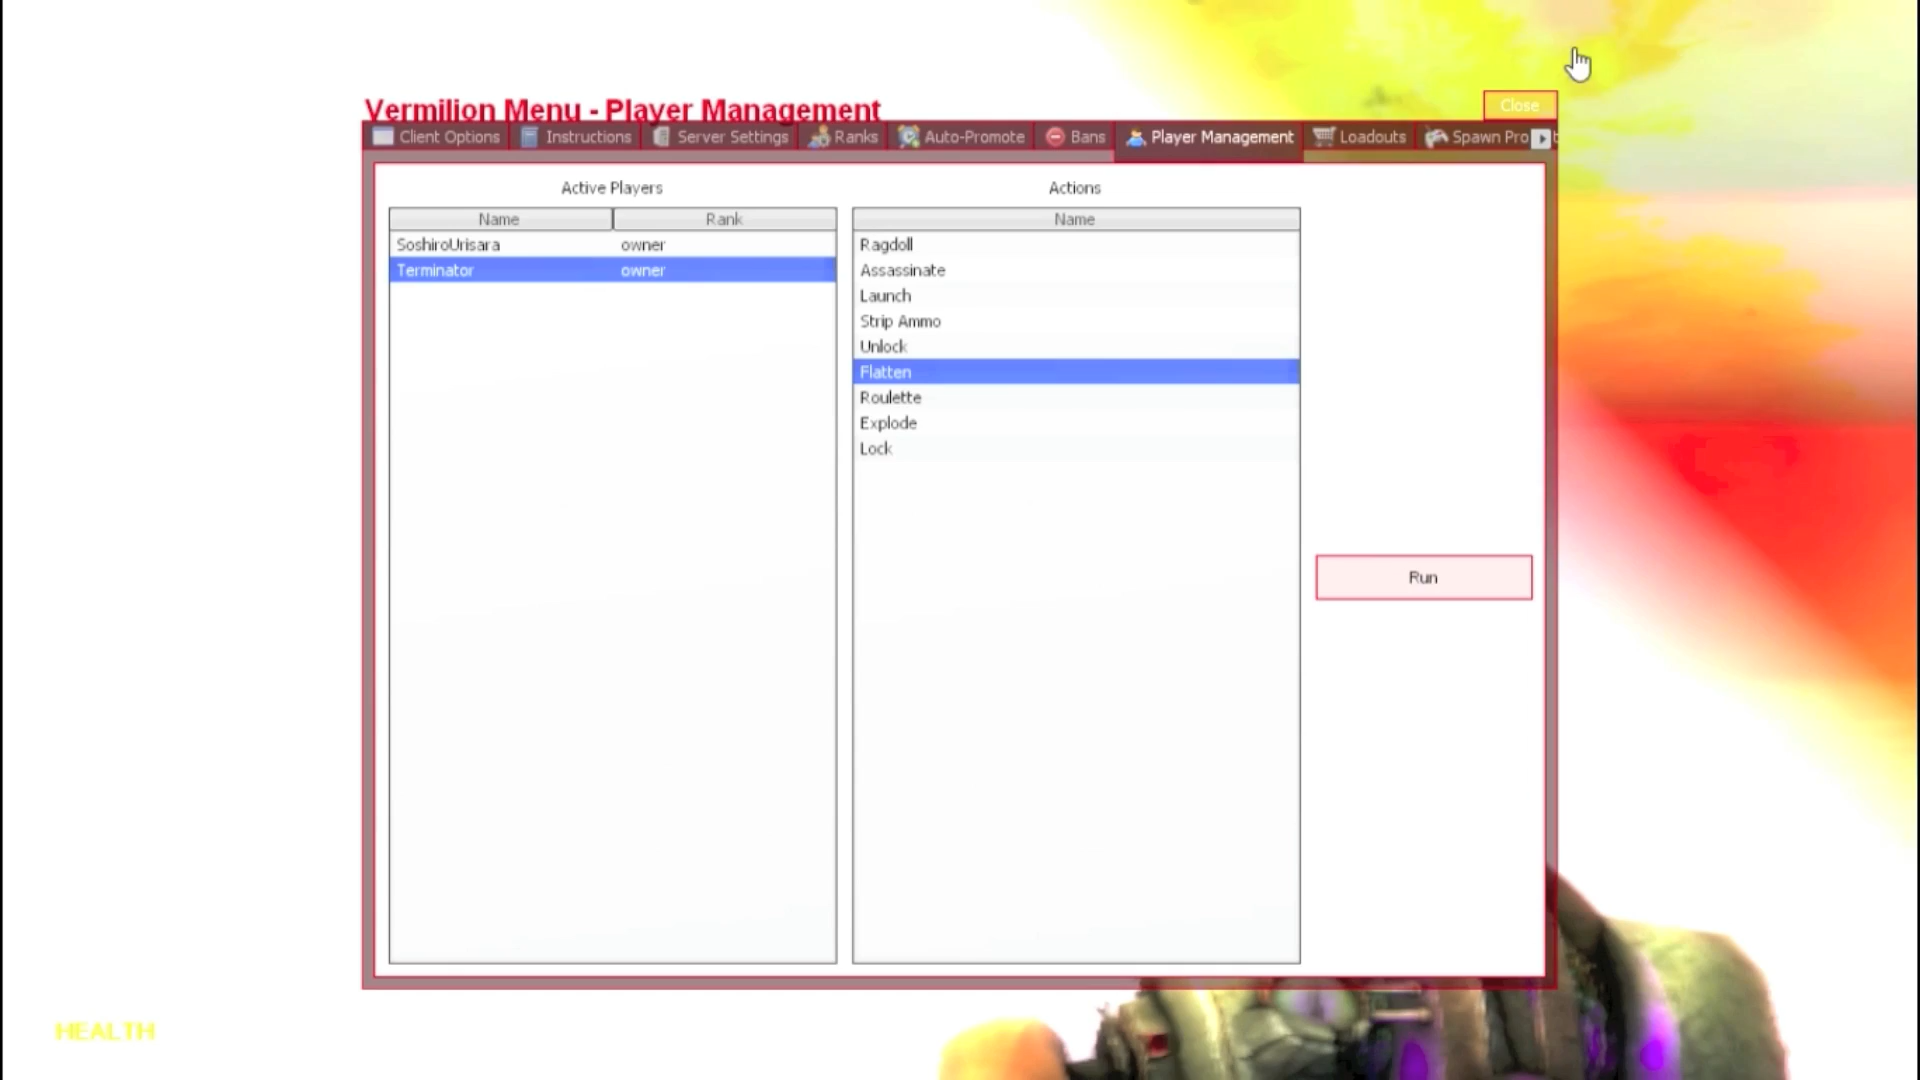 Vermilion Menu - Player Management
Close
Client Options Instructions Server Settings Ranks Auto-Promote Bans Player Management Loadouts Spawn Pro
Active Players Actions
Name Rank Name
SoshiroUrisara owner
Terminator owner
Ragdoll
Assassinate
Launch
Strip Ammo
Unlock
Flatten
Roulette
Explode
Lock
Run
HEALTH